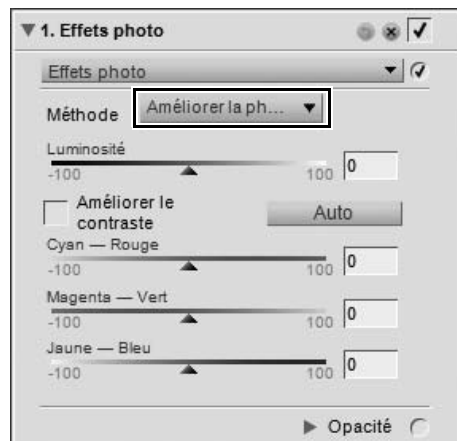 1. Effets photo
Effets photo
Méthode Améliorer la ph...
Luminosité
-100 100 0
Améliorer le
contraste
Auto
Cyan — Rouge
-100 100 0
Magenta — Vert
-100 100 0
Jaune — Bleu
-100 100 0
Opacité